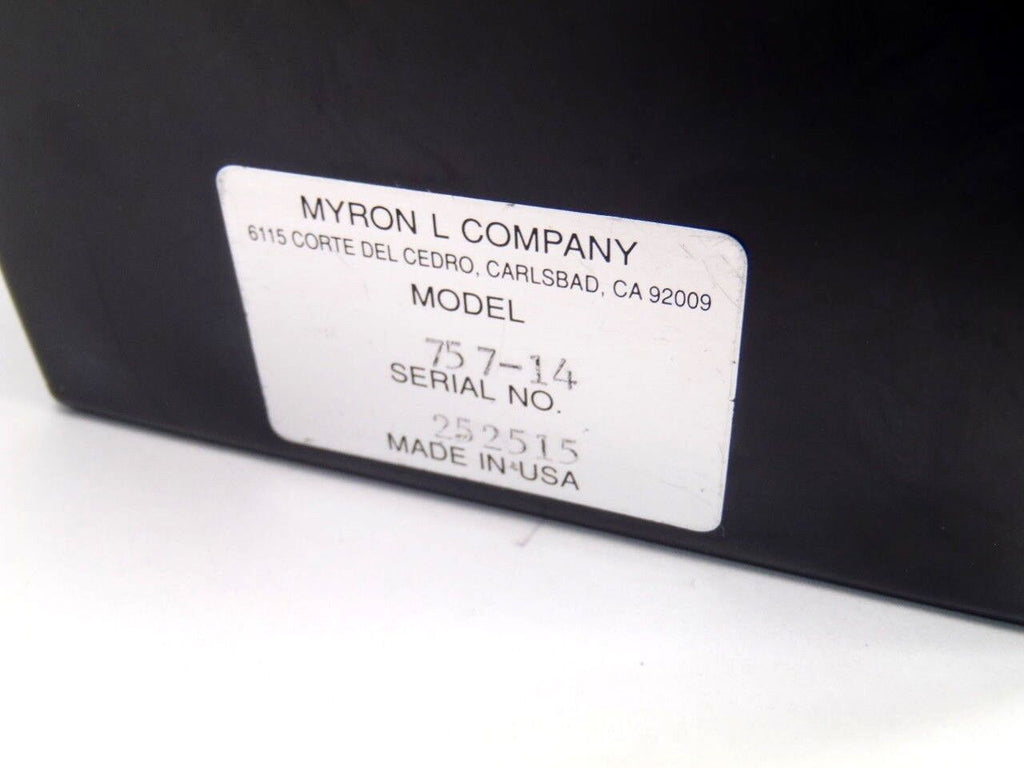 MYRON L COMPANY
6115 CORTE DEL CEDRO, CARLSBAD, CA 92009
MODEL
757-14
SERIAL NO.
252515
MADE IN USA